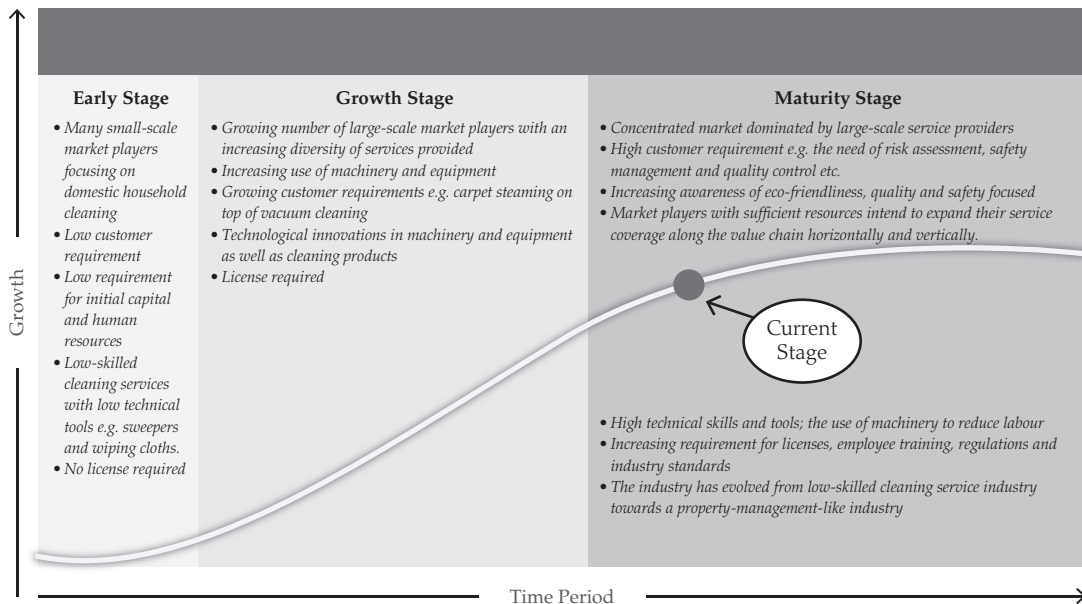 Early Stage
• Many small-scale
market players
focusing on
domestic household
cleaning
• Low customer
requirement
• Low requirement
for initial capital
and human
resources
• Low-skilled
cleaning services
with low technical
tools e.g. sweepers
and wiping cloths.
• No license required
Growth Stage
• Growing number of large-scale market players with an
increasing diversity of services provided
• Increasing use of machinery and equipment
• Growing customer requirements e.g. carpet steaming on
top of vacuum cleaning
• Technological innovations in machinery and equipment
as well as cleaning products
• License required
Maturity Stage
• Concentrated market dominated by large-scale service providers
• High customer requirement e.g. the need of risk assessment, safety
management and quality control etc.
• Increasing awareness of eco-friendliness, quality and safety focused
• Market players with sufficient resources intend to expand their service
coverage along the value chain horizontally and vertically.
Current
Stage
• High technical skills and tools; the use of machinery to reduce labour
• Increasing requirement for licenses, employee training, regulations and
industry standards
• The industry has evolved from low-skilled cleaning service industry
towards a property-management-like industry
Growth
Time Period